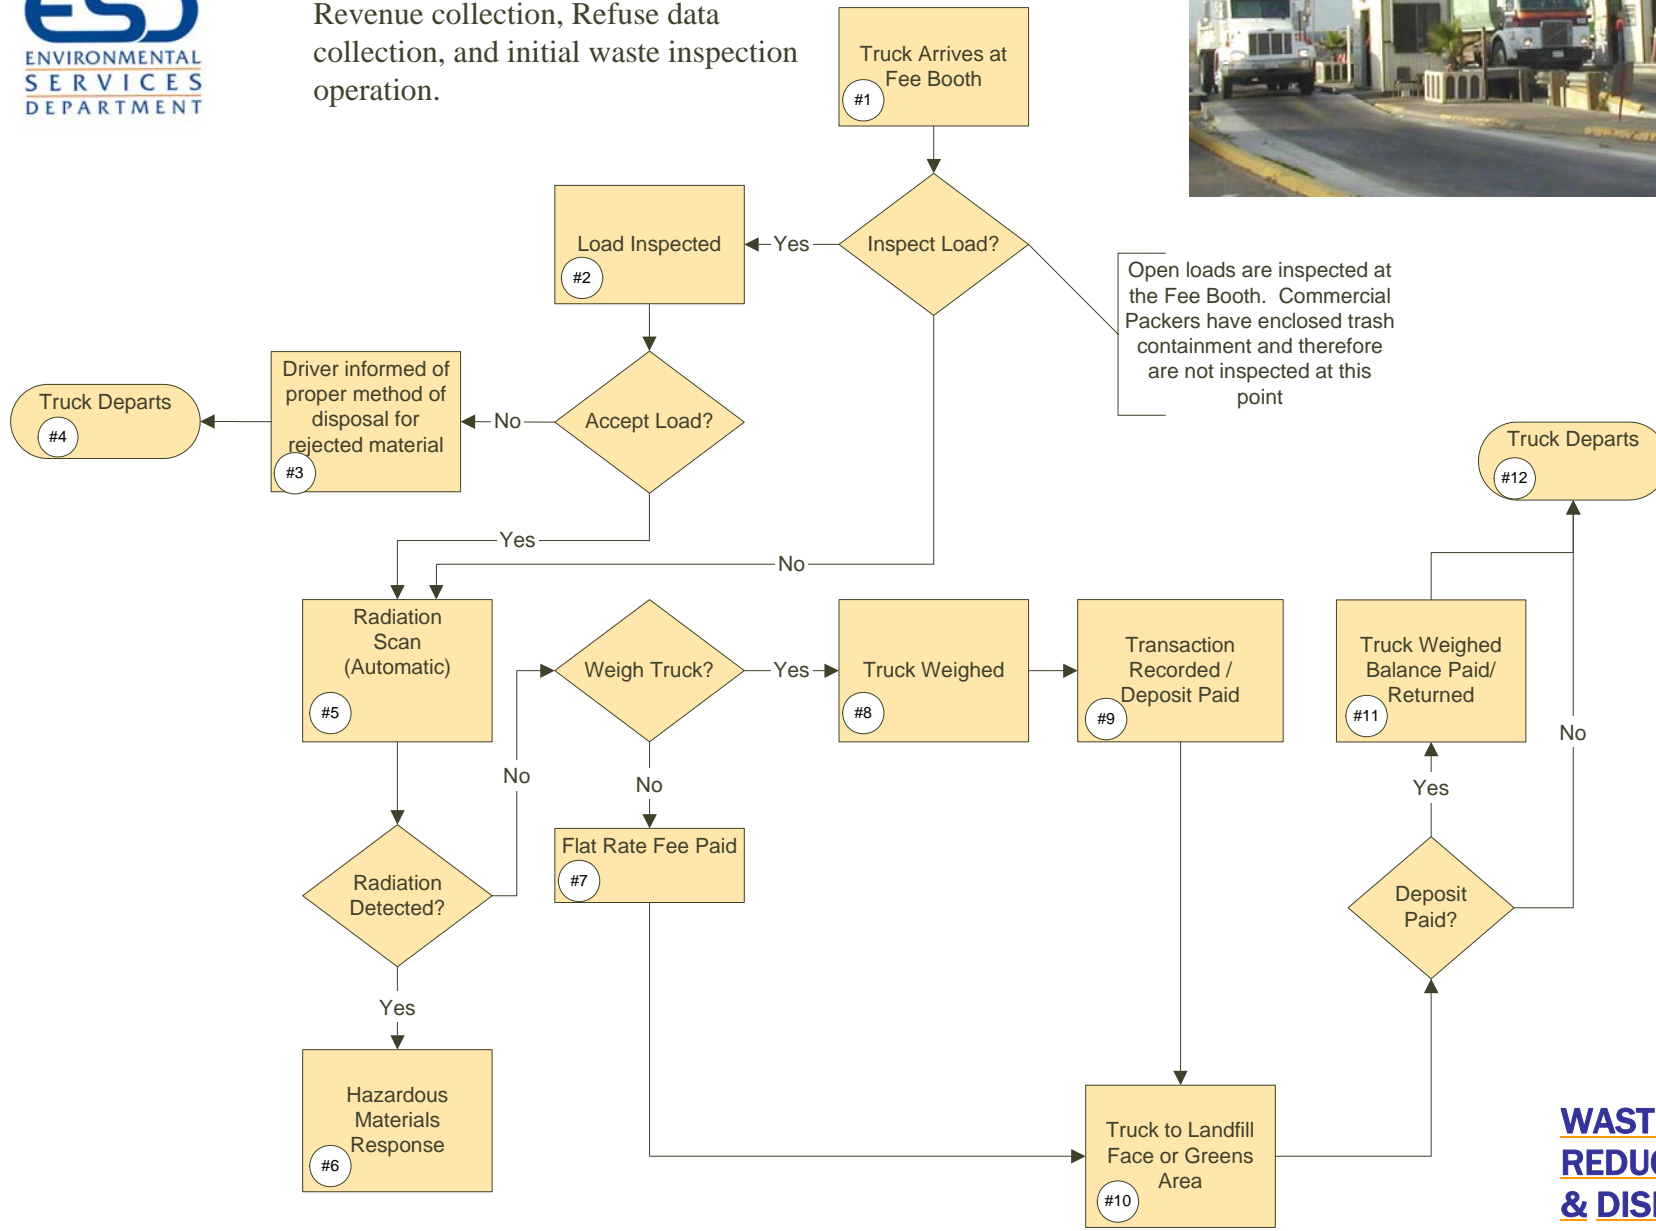 ENVIRONMENTAL
SERVICES
DEPARTMENT
Revenue collection, Refuse data
collection, and initial waste inspection
operation.
Truck Arrives at
Fee Booth
#1
Load Inspected
#2
Yes
Inspect Load?
Open loads are inspected at
the Fee Booth. Commercial
Packers have enclosed trash
containment and therefore
are not inspected at this
point
Truck Departs
#4
Driver informed of
proper method of
disposal for
rejected material
#3
No
Accept Load?
Truck Departs
#12
Yes
No
Radiation
Scan
(Automatic)
#5
Weigh Truck?
Yes
Truck Weighed
#8
Transaction
Recorded /
Deposit Paid
#9
Truck Weighed
Balance Paid/
Returned
#11
No
No
No
Yes
Flat Rate Fee Paid
#7
Radiation
Detected?
Deposit
Paid?
Yes
Hazardous
Materials
Response
#6
Truck to Landfill
Face or Greens
Area
#10
WAST
REDU
& DIS